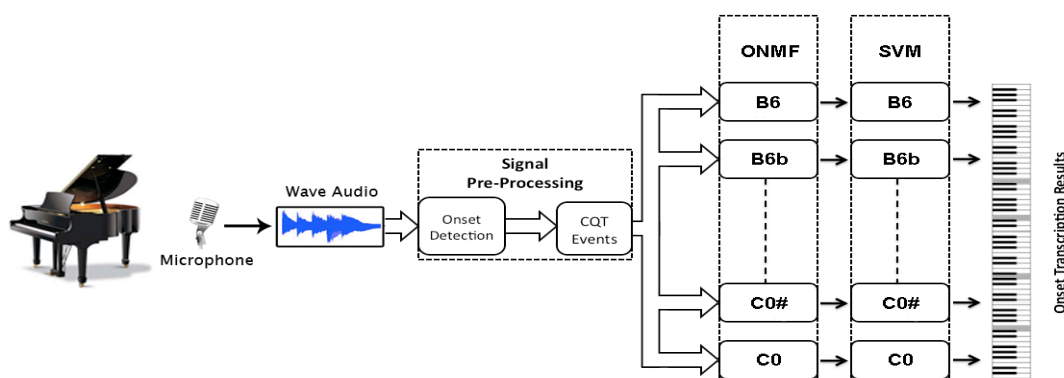 ONMF
SVM
B6
B6
B6b
B6b
Signal
Pre-Processing
Wave Audio
Onset
Detection
CQT
Events
Microphone
C0#
C0#
C0
C0
Onset Transcription Results